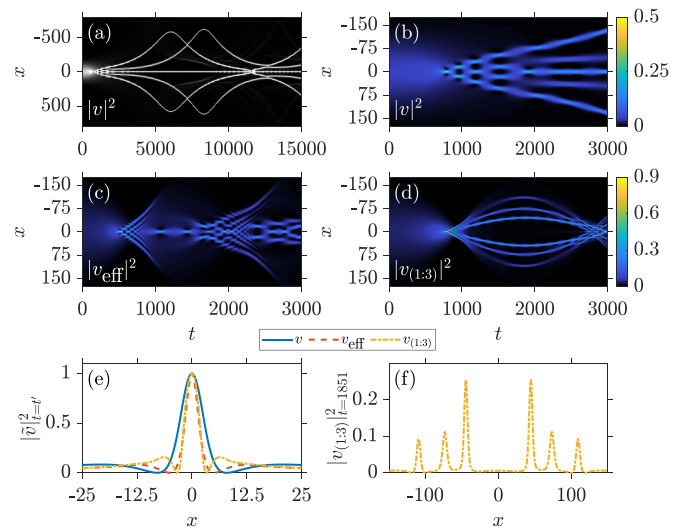 (a)
-500
0
500
x
|v|²
0 5000 10000 15000
(b)
-150
-75
0
75
150
x
|v|²
0 1000 2000 3000
0.5
0.25
0
(c)
-150
-75
0
75
150
x
|v_eff|²
0 1000 2000 3000
t
(d)
-150
-75
0
75
150
x
|v_(1:3)|²
0 1000 2000 3000
t
0.9
0.6
0.3
0
v v_eff v_(1:3)
(e)
1
0.5
0
|ṽ|²_{t=t′}
-25 -12.5 0 12.5 25
x
(f)
0.2
0.1
0
|v_(1:3)|²_{t=1851}
-100 0 100
x